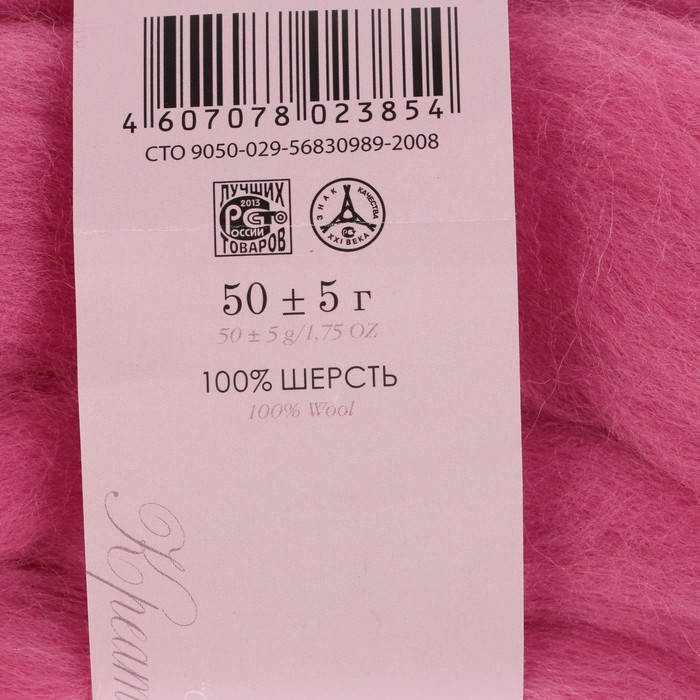 4 607078 023854
СТО 9050-029-56830989-2008
ЛУЧШИХ
2013
РОССИИ
ТОВАРОВ
ЗНАК КАЧЕСТВА
XXI ВЕКА
50 ± 5 г
50 ± 5 g/1,75 OZ
100% ШЕРСТЬ
100% Wool